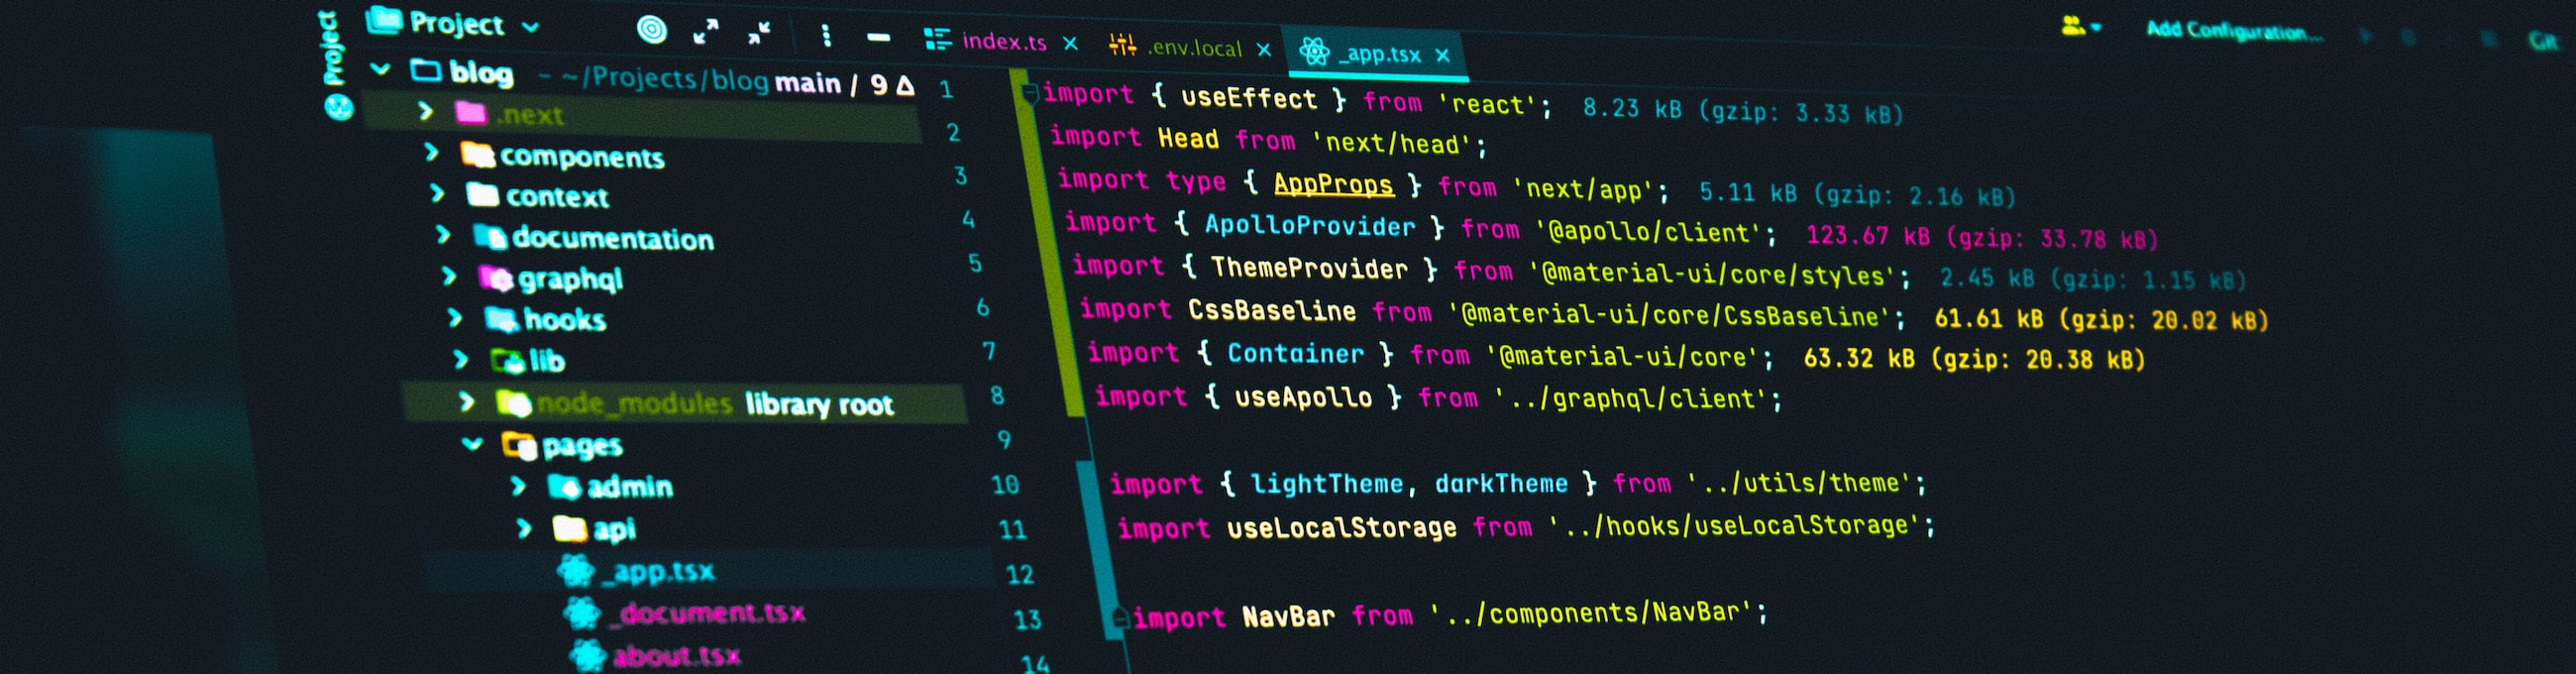 Project
Project
index.ts
.env.local
_app.tsx
Add Configuration...
Git
blog - ~/Projects/blog main / 9 Δ
.next
components
context
documentation
graphql
hooks
lib
node_modules library root
pages
admin
api
_app.tsx
_document.tsx
about.tsx
1 import { useEffect } from 'react'; 8.23 kB (gzip: 3.33 kB)
2 import Head from 'next/head';
3 import type { AppProps } from 'next/app'; 5.11 kB (gzip: 2.16 kB)
4 import { ApolloProvider } from '@apollo/client'; 123.67 kB (gzip: 33.78 kB)
5 import { ThemeProvider } from '@material-ui/core/styles'; 2.45 kB (gzip: 1.15 kB)
6 import CssBaseline from '@material-ui/core/CssBaseline'; 61.61 kB (gzip: 20.02 kB)
7 import { Container } from '@material-ui/core'; 63.32 kB (gzip: 20.38 kB)
8 import { useApollo } from '../graphql/client';
9
10 import { lightTheme, darkTheme } from '../utils/theme';
11 import useLocalStorage from '../hooks/useLocalStorage';
12
13 import NavBar from '../components/NavBar';
14